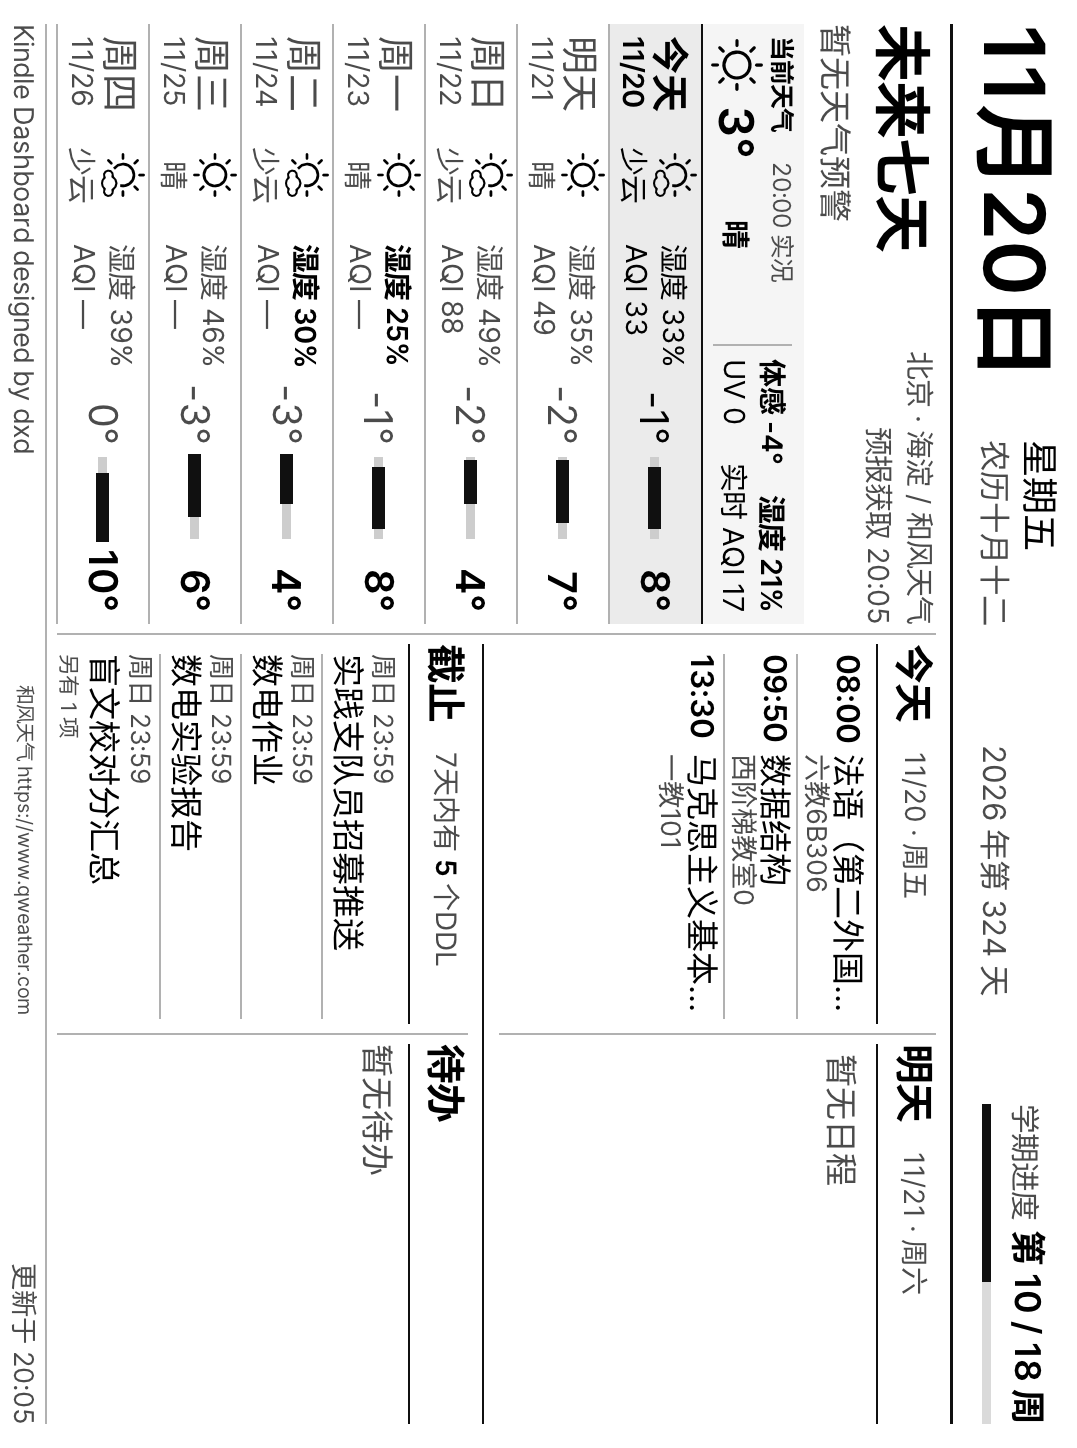 11月20日
星期五
农历十月十二
2026 年第 324 天
学期进度 第 10 / 18 周
未来七天
北京 · 海淀 / 和风天气
预报获取 20:05
暂无天气预警
当前天气 20:00 实况
3° 晴
体感 -4° 湿度 21%
UV 0 实时 AQI 17
今天 湿度 33% -1° 8°
11/20 少云 AQI 33
明天 湿度 35% -2° 7°
11/21 晴 AQI 49
周日 湿度 49% -2° 4°
11/22 少云 AQI 88
周一 湿度 25% -1° 8°
11/23 晴 AQI —
周二 湿度 30% -3° 4°
11/24 少云 AQI —
周三 湿度 46% -3° 6°
11/25 晴 AQI —
周四 湿度 39% 0° 10°
11/26 少云 AQI —
今天 11/20 · 周五
08:00 法语（第二外国...
六教6B306
09:50 数据结构
西阶梯教室0
13:30 马克思主义基本...
一教101
明天 11/21 · 周六
暂无日程
截止 7天内有 5 个DDL
周日 23:59
实践支队员招募推送
周日 23:59
数电作业
周日 23:59
数电实验报告
周日 23:59
盲文校对分汇总
另有 1 项
待办
暂无待办
Kindle Dashboard designed by dxd
和风天气 https://www.qweather.com
更新于 20:05